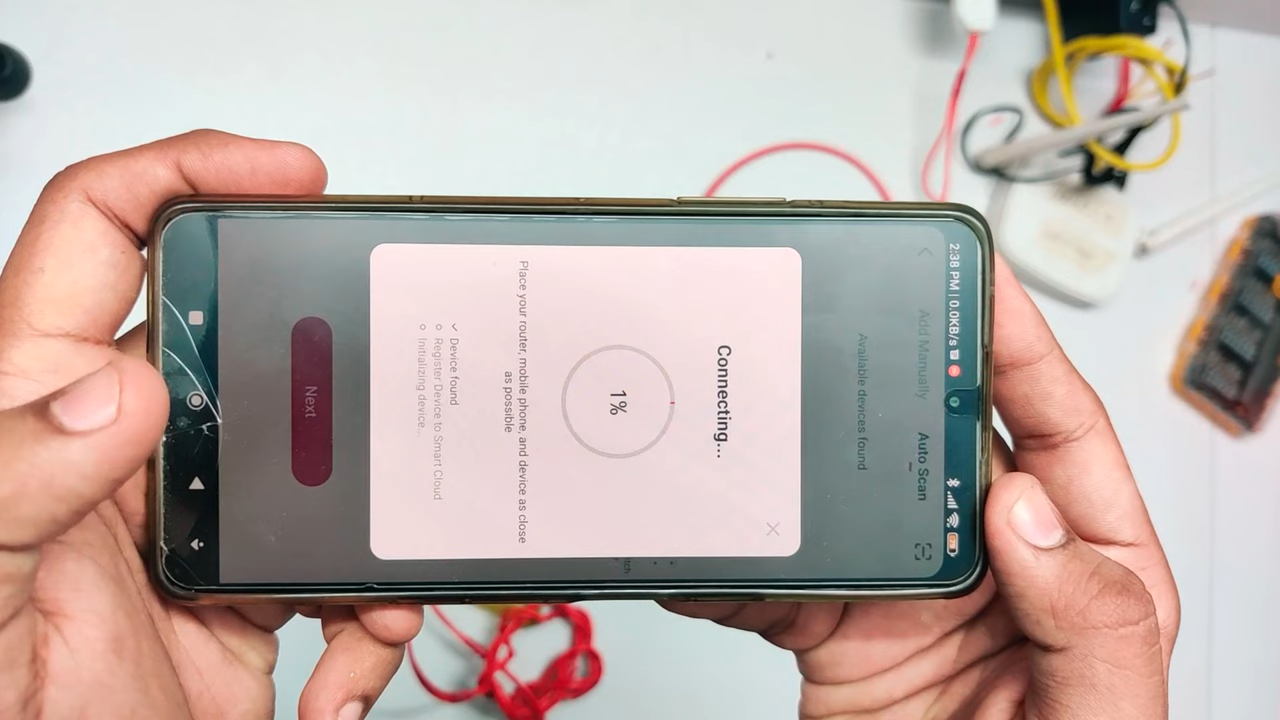 2:38 PM | 0.0KB/s
Add Manually
Auto Scan
Available devices found
Connecting...
1%
Place your router, mobile phone, and device as close
as possible
Device found
Register Device to Smart Cloud
Initializing device...
Next